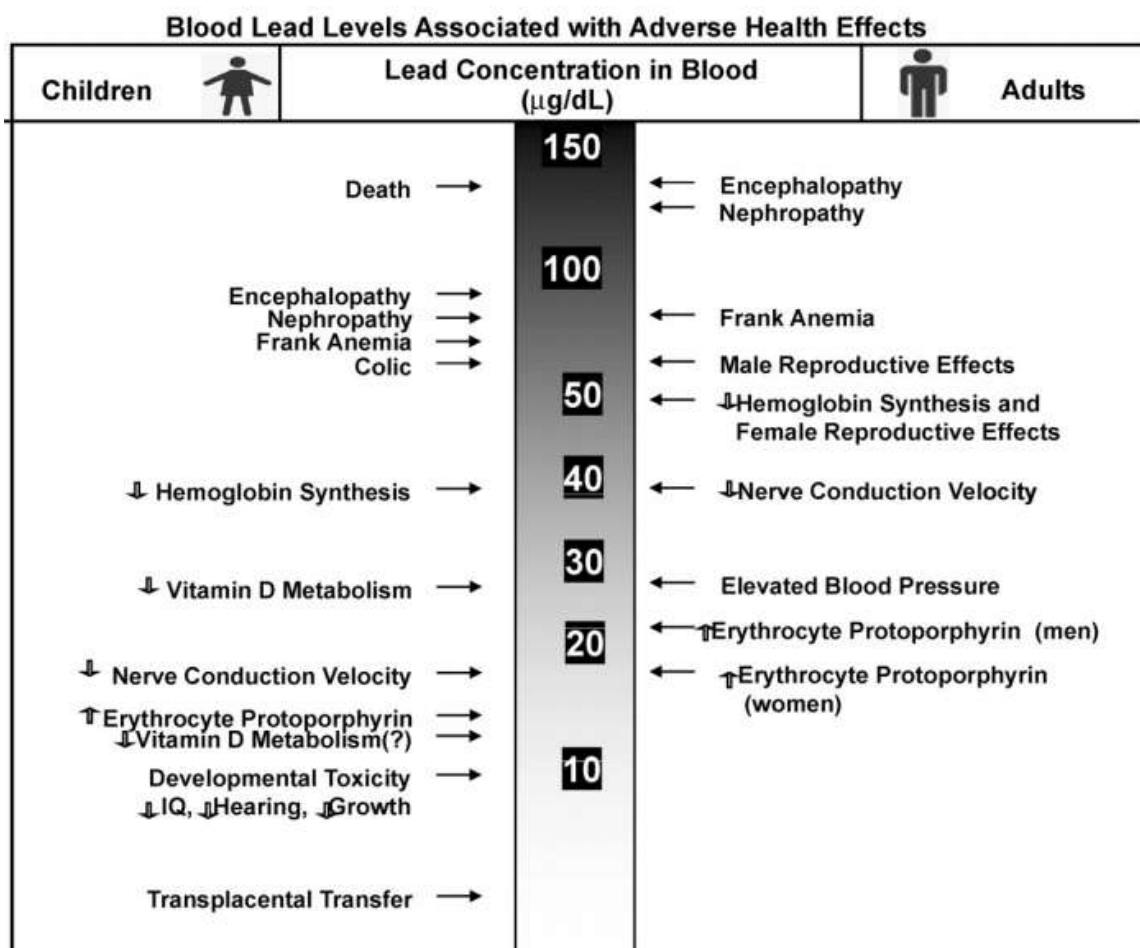 Blood Lead Levels Associated with Adverse Health Effects
Children
Lead Concentration in Blood
(μg/dL)
Adults
150
Death →
← Encephalopathy
← Nephropathy
100
Encephalopathy →
Nephropathy →
Frank Anemia →
Colic →
← Frank Anemia
← Male Reproductive Effects
50
← ⇩Hemoglobin Synthesis and
Female Reproductive Effects
40
⇩ Hemoglobin Synthesis →
← ⇩Nerve Conduction Velocity
30
⇩ Vitamin D Metabolism →
← Elevated Blood Pressure
← ⇧Erythrocyte Protoporphyrin (men)
20
⇩ Nerve Conduction Velocity →
← ⇧Erythrocyte Protoporphyrin
(women)
⇧ Erythrocyte Protoporphyrin →
⇩Vitamin D Metabolism(?) →
10
Developmental Toxicity →
⇩IQ, ⇩Hearing, ⇩Growth
Transplacental Transfer →